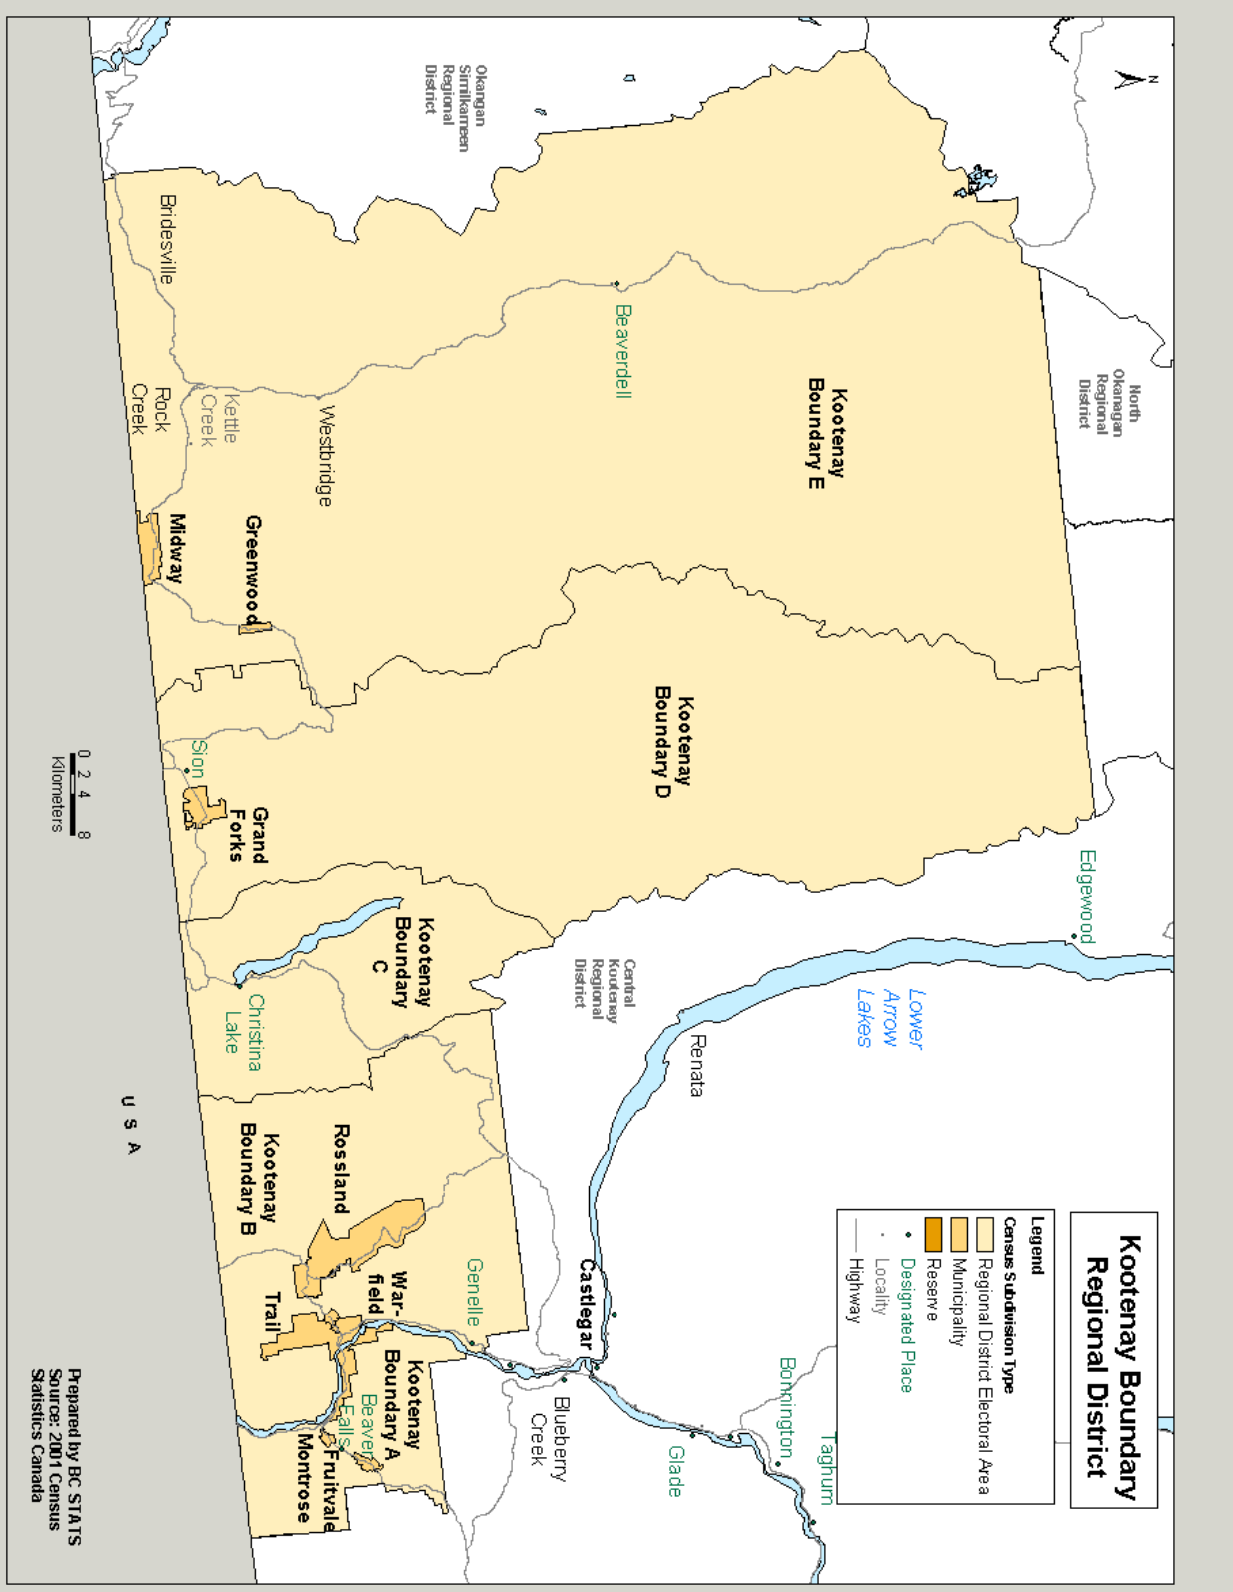 Kootenay Boundary
Regional District
Legend
Census Subdivision Type
Regional District Electoral Area
Municipality
Reserve
Designated Place
Locality
Highway
N
North
Okanagan
Regional
District
Okangan
Similkameen
Regional
District
Central
Kootenay
Regional
District
Kootenay
Boundary E
Beaverdell
Westbridge
Kettle
Creek
Rock
Creek
Bridesville
Midway
Greenwood
Kootenay
Boundary D
Sion
Grand
Forks
Kootenay
Boundary
C
Christina
Lake
Edgewood
Lower
Arrow
Lakes
Renata
Kootenay
Boundary B
Rossland
War-
field
Trail
Genelle
Castlegar
Kootenay
Boundary A
Beaver
Falls
Fruitvale
Montrose
Blueberry
Creek
Glade
Bonnington
Taghum
U S A
0 2 4 8
Kilometers
Prepared by BC STATS
Source: 2001 Census
Statistics Canada